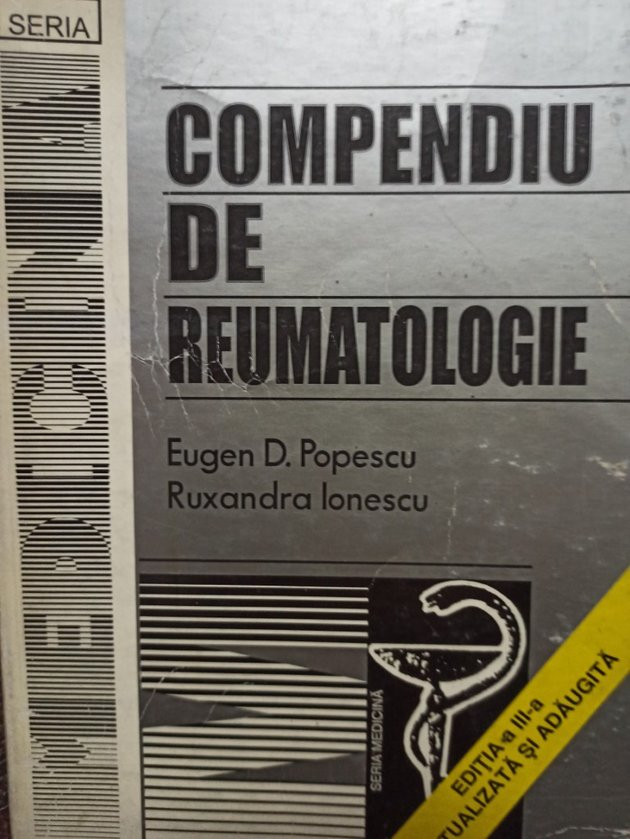 SERIA
MEDICINA
COMPENDIU
DE
REUMATOLOGIE
Eugen D. Popescu
Ruxandra Ionescu
SERIA MEDICINĂ
EDIȚIA-a III-a
TUALIZATĂ ȘI ADĂUGITĂ